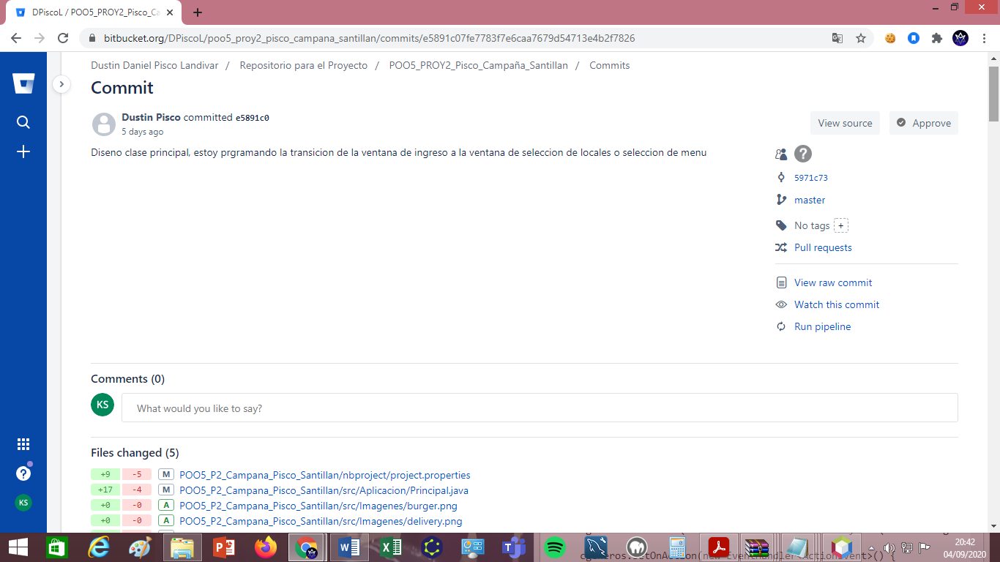 DPiscoL / POO5_PROY2_Pisco_Ca
bitbucket.org/DPiscoL/poo5_proy2_pisco_campana_santillan/commits/e5891c07fe7783f7e6caa7679d54713e4b2f7826
Dustin Daniel Pisco Landivar / Repositorio para el Proyecto / POO5_PROY2_Pisco_Campaña_Santillan / Commits
Commit
Dustin Pisco committed e5891c0
5 days ago
View source
Approve
Diseno clase principal, estoy prgramando la transicion de la ventana de ingreso a la ventana de seleccion de locales o seleccion de menu
5971c73
master
No tags +
Pull requests
View raw commit
Watch this commit
Run pipeline
Comments (0)
KS
What would you like to say?
Files changed (5)
+9 -5 M POO5_P2_Campana_Pisco_Santillan/nbproject/project.properties
+17 -4 M POO5_P2_Campana_Pisco_Santillan/src/Aplicacion/Principal.java
+0 -0 A POO5_P2_Campana_Pisco_Santillan/src/Imagenes/burger.png
+0 -0 A POO5_P2_Campana_Pisco_Santillan/src/Imagenes/delivery.png
KS
20:42
04/09/2020